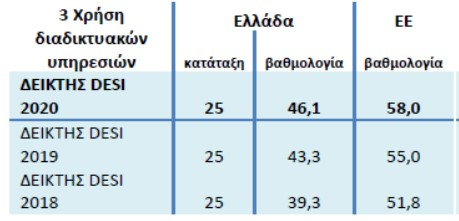 3 Χρήση
διαδικτυακών
υπηρεσιών
Ελλάδα
ΕΕ
κατάταξη βαθμολογία βαθμολογία
ΔΕΙΚΤΗΣ DESI
2020 25 46,1 58,0
ΔΕΙΚΤΗΣ DESI
2019 25 43,3 55,0
ΔΕΙΚΤΗΣ DESI
2018 25 39,3 51,8